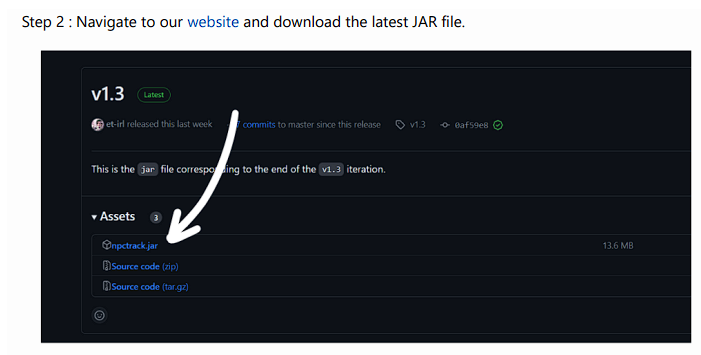 Step 2 : Navigate to our website and download the latest JAR file.
v1.3 Latest
et-irl released this last week commits to master since this release v1.3 0af59e8
This is the jar file corresponding to the end of the v1.3 iteration.
Assets 3
npctrack.jar 13.6 MB
Source code (zip)
Source code (tar.gz)